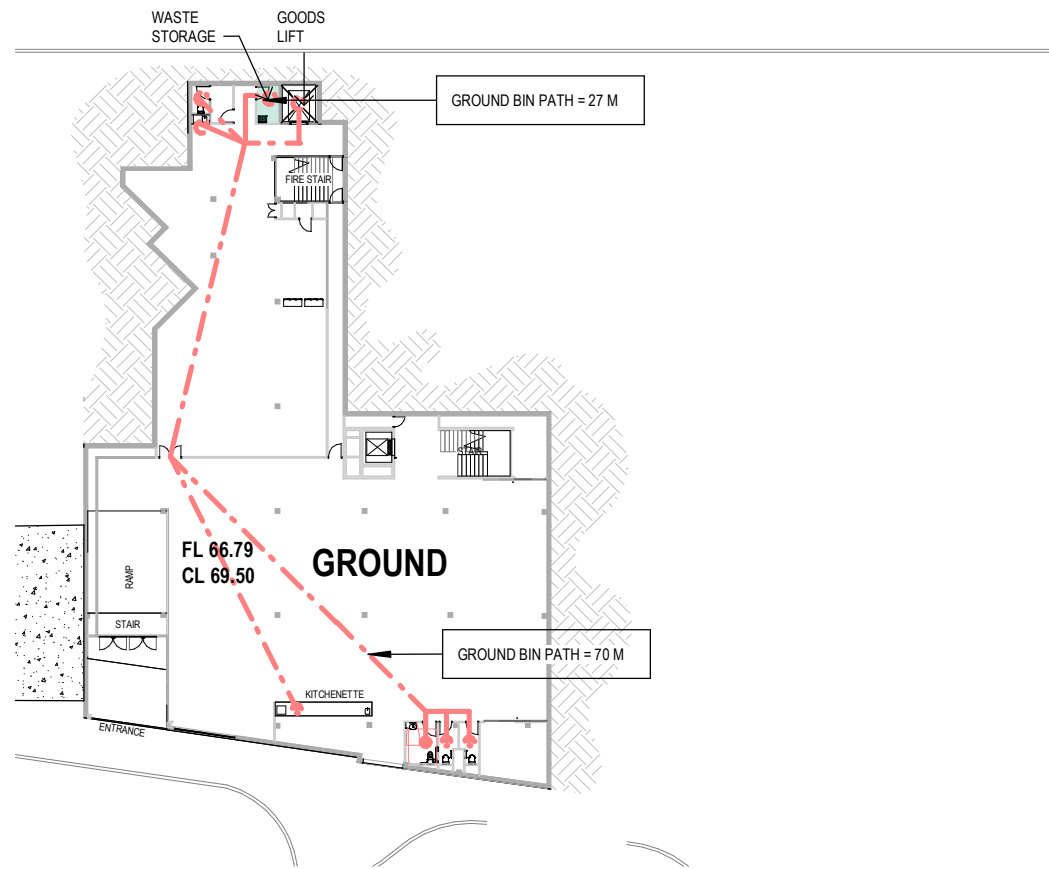 WASTE
STORAGE
GOODS
LIFT
GROUND BIN PATH = 27 M
FIRE STAIR
STAIR
FL 66.79
CL 69.50
GROUND
RAMP
STAIR
GROUND BIN PATH = 70 M
KITCHENETTE
ENTRANCE